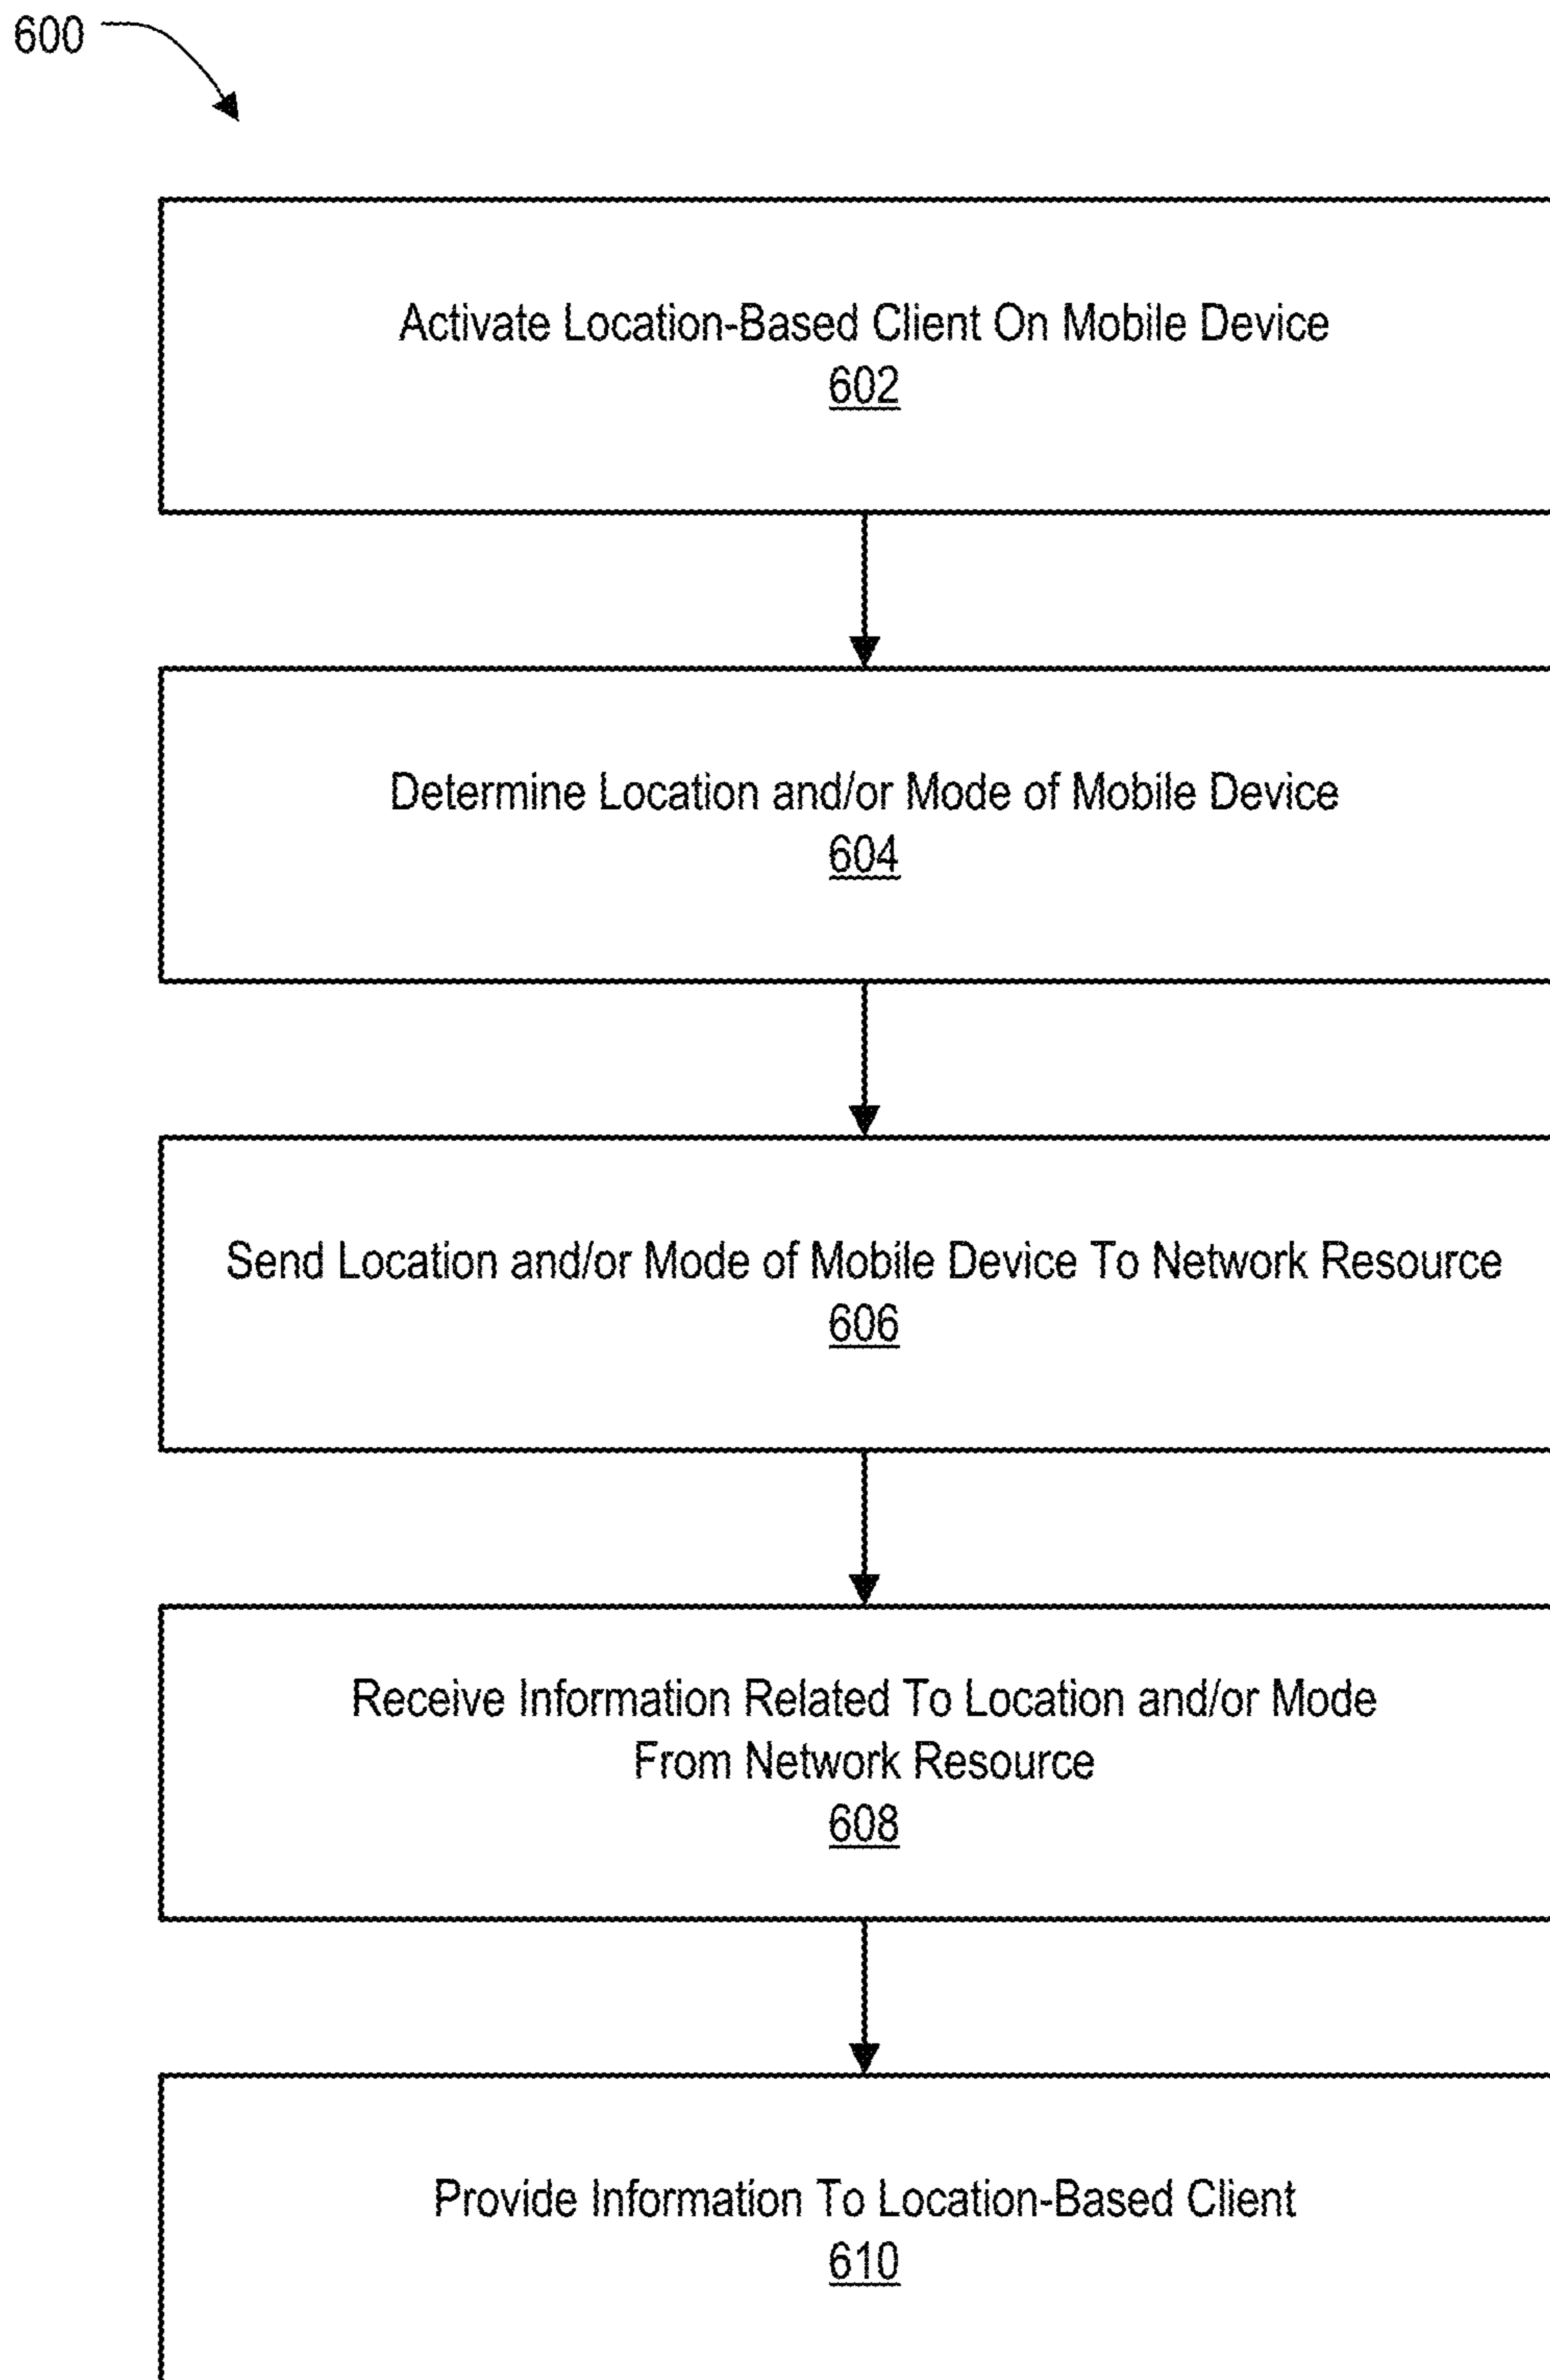 600
Activate Location-Based Client On Mobile Device
602
Determine Location and/or Mode of Mobile Device
604
Send Location and/or Mode of Mobile Device To Network Resource
606
Receive Information Related To Location and/or Mode
From Network Resource
608
Provide Information To Location-Based Client
610